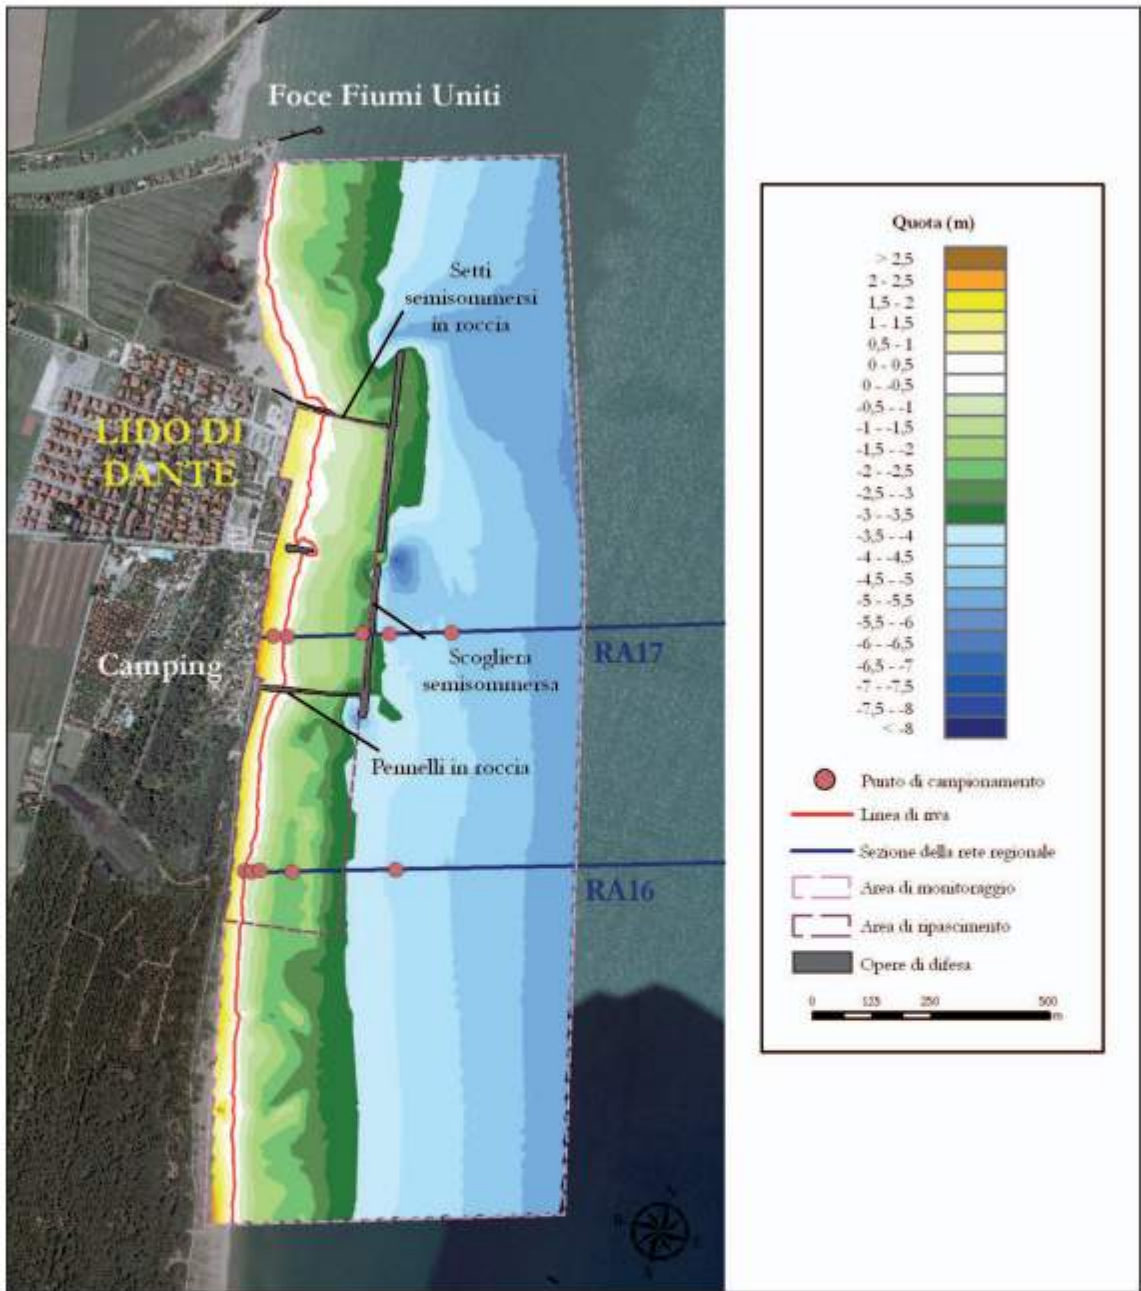 Foce Fiumi Uniti
Setti
semisommersi
in roccia
LIDO DI
DANTE
Camping
RA17
Scogliera
semisommersa
Pennelli in roccia
RA16
Quota (m)
> 2,5
2 - 2,5
1,5 - 2
1 - 1,5
0,5 - 1
0 - 0,5
0 - -0,5
-0,5 - -1
-1 - -1,5
-1,5 - -2
-2 - -2,5
-2,5 - -3
-3 - -3,5
-3,5 - -4
-4 - -4,5
-4,5 - -5
-5 - -5,5
-5,5 - -6
-6 - -6,5
-6,5 - -7
-7 - -7,5
-7,5 - -8
< -8
Punto di campionamento
Linea di riva
Sezione della rete regionale
Area di monitoraggio
Area di ripascimento
Opere di difesa
0 125 250 500
m